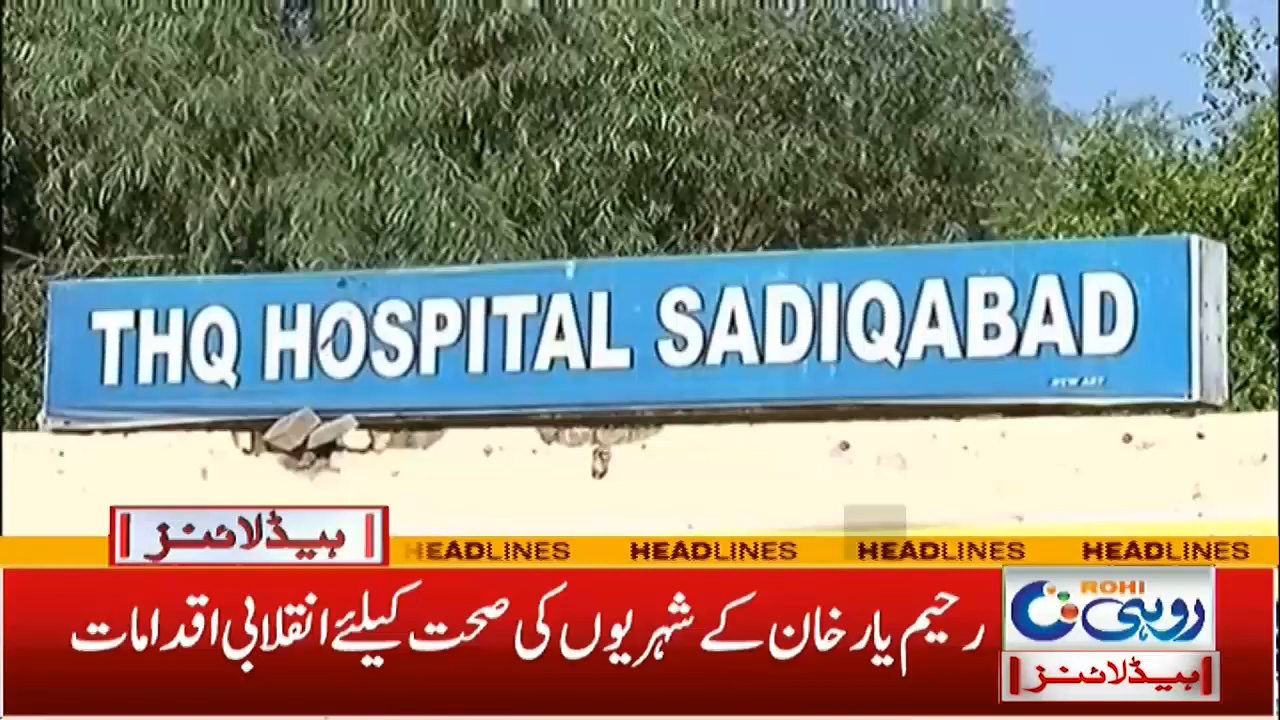 THQ HOSPITAL SADIQABAD
NEW ART
ہیڈلائنز
HEADLINES HEADLINES HEADLINES HEADLINES
رحیم یار خان کے شہریوں کی صحت کیلئے انقلابی اقدامات
ROHI
روہی
ہیڈلائنز